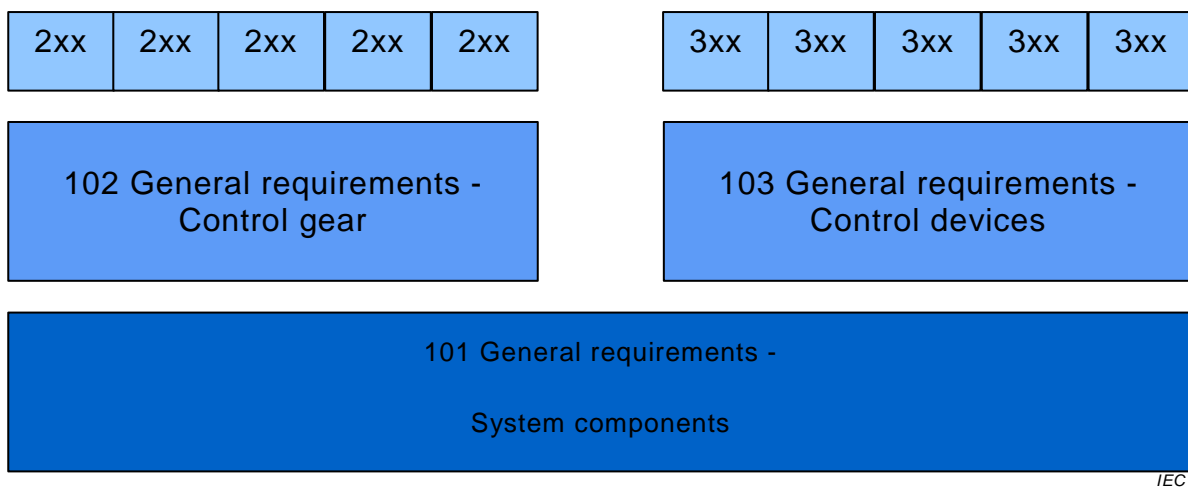 2xx 2xx 2xx 2xx 2xx 3xx 3xx 3xx 3xx 3xx
102 General requirements -
Control gear
103 General requirements -
Control devices
101 General requirements -
System components
IEC